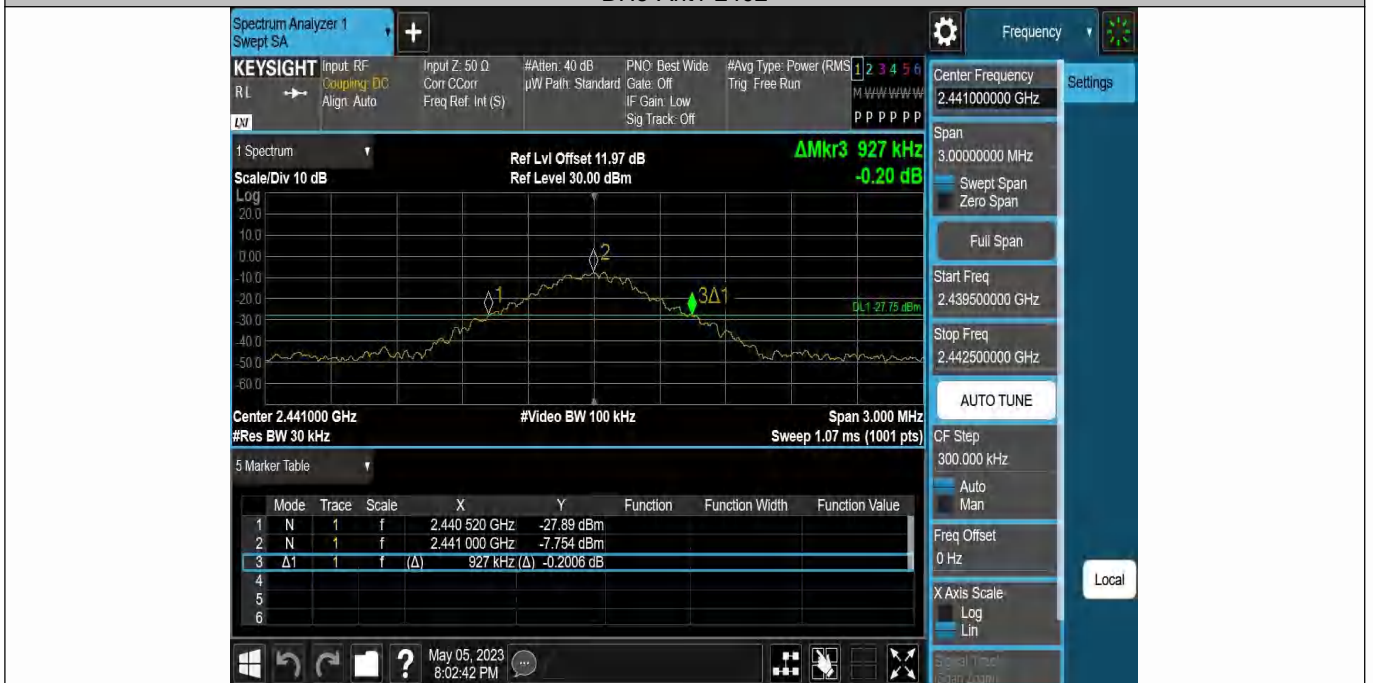 Spectrum Analyzer 1
Swept SA
+
Frequency
KEYSIGHT
RL
LXI
Input: RF
Coupling: DC
Align: Auto
Input Z: 50 Ω
Corr CCorr
Freq Ref: Int (S)
#Atten: 40 dB
µW Path: Standard
PNO: Best Wide
Gate: Off
IF Gain: Low
Sig Track: Off
#Avg Type: Power (RMS
Trig: Free Run
1 2 3 4 5 6
M W W W W W
P P P P P P
1 Spectrum
Scale/Div 10 dB
Ref Lvl Offset 11.97 dB
Ref Level 30.00 dBm
ΔMkr3 927 kHz
-0.20 dB
Log
20.0
10.0
0.00
-10.0
-20.0
-30.0
-40.0
-50.0
-60.0
2
1
3Δ1
DL1 -27.75 dBm
Center 2.441000 GHz
#Video BW 100 kHz
Span 3.000 MHz
#Res BW 30 kHz
Sweep 1.07 ms (1001 pts)
5 Marker Table
Mode Trace Scale X Y Function Function Width Function Value
1 N 1 f 2.440 520 GHz -27.89 dBm
2 N 1 f 2.441 000 GHz -7.754 dBm
3 Δ1 1 f (Δ) 927 kHz (Δ) -0.2006 dB
4
5
6
May 05, 2023
8:02:42 PM
?
Center Frequency
2.441000000 GHz
Settings
Span
3.00000000 MHz
Swept Span
Zero Span
Full Span
Start Freq
2.439500000 GHz
Stop Freq
2.442500000 GHz
AUTO TUNE
CF Step
300.000 kHz
Auto
Man
Freq Offset
0 Hz
X Axis Scale
Log
Lin
Local
Signal Track
(Span Zoom)